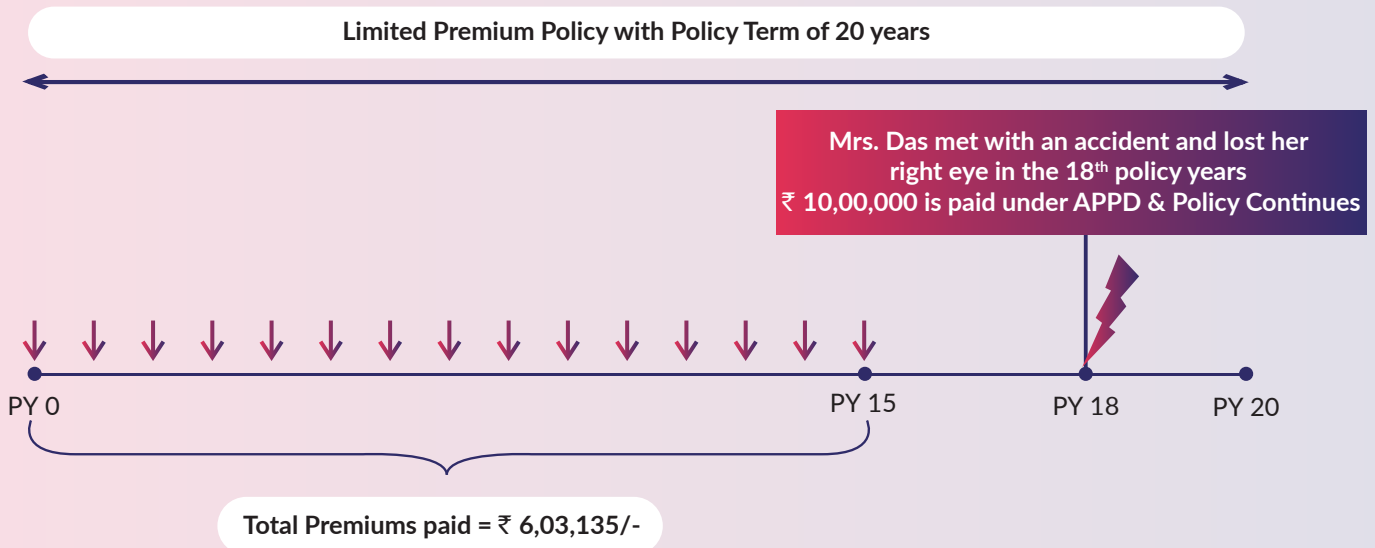 Limited Premium Policy with Policy Term of 20 years
Mrs. Das met with an accident and lost her
right eye in the 18th policy years
₹ 10,00,000 is paid under APPD & Policy Continues
PY 0
PY 15
PY 18
PY 20
Total Premiums paid = ₹ 6,03,135/-